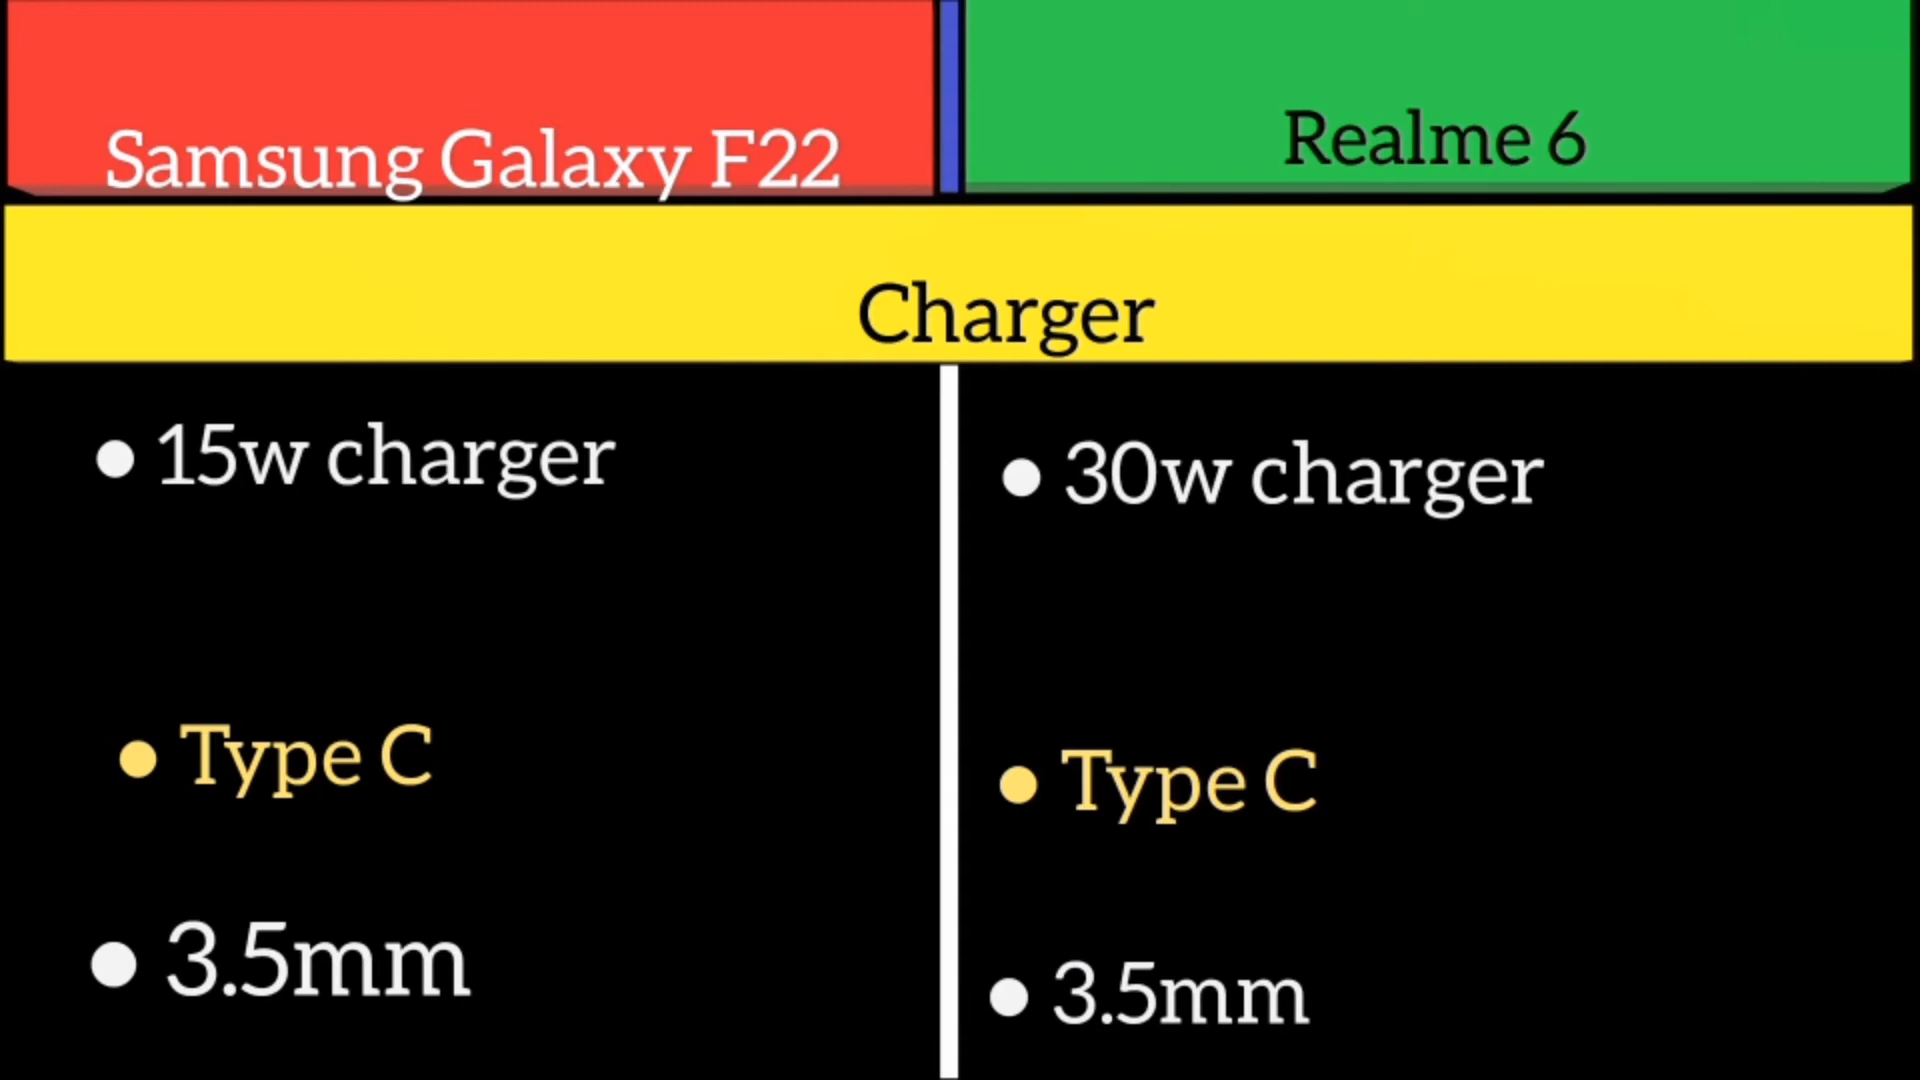 Samsung Galaxy F22
Realme 6
Charger
• 15w charger
• Type C
• 3.5mm
• 30w charger
• Type C
• 3.5mm